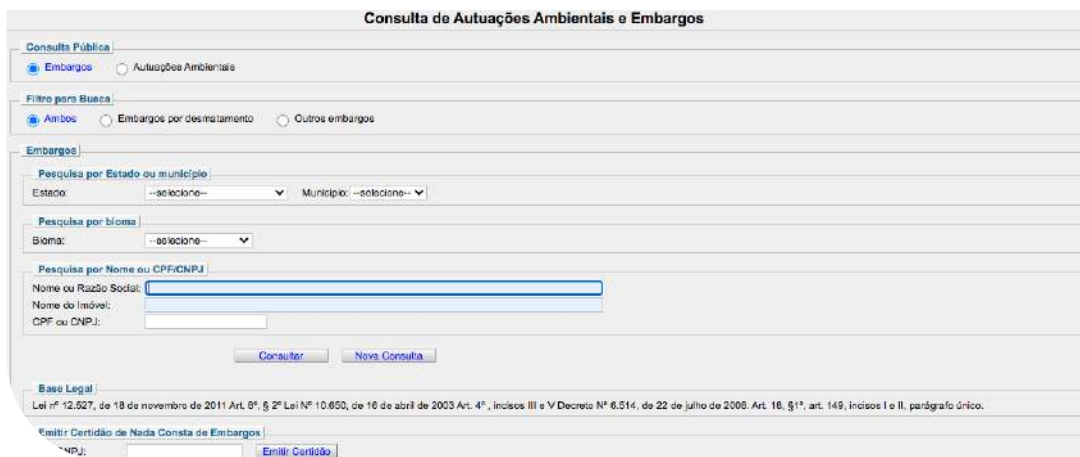 Consulta de Autuações Ambientais e Embargos
Consulta Pública
Embargos Autuações Ambientais
Filtro para Busca
Ambos Embargos por desmatamento Outros embargos
Embargos
Pesquisa por Estado ou município
Estado: --selecione-- Município: --selecione--
Pesquisa por bioma
Bioma: --selecione--
Pesquisa por Nome ou CPF/CNPJ
Nome ou Razão Social:
Nome do Imóvel:
CPF ou CNPJ:
Consultar Nova Consulta
Base Legal
Lei nº 12.527, de 18 de novembro de 2011 Art. 8º, § 2º Lei Nº 10.650, de 16 de abril de 2003 Art. 4º , incisos III e V Decreto Nº 6.514, de 22 de julho de 2008. Art. 18, §1º, art. 149, incisos I e II, parágrafo único.
Emitir Certidão de Nada Consta de Embargos
NPJ: Emitir Certidão